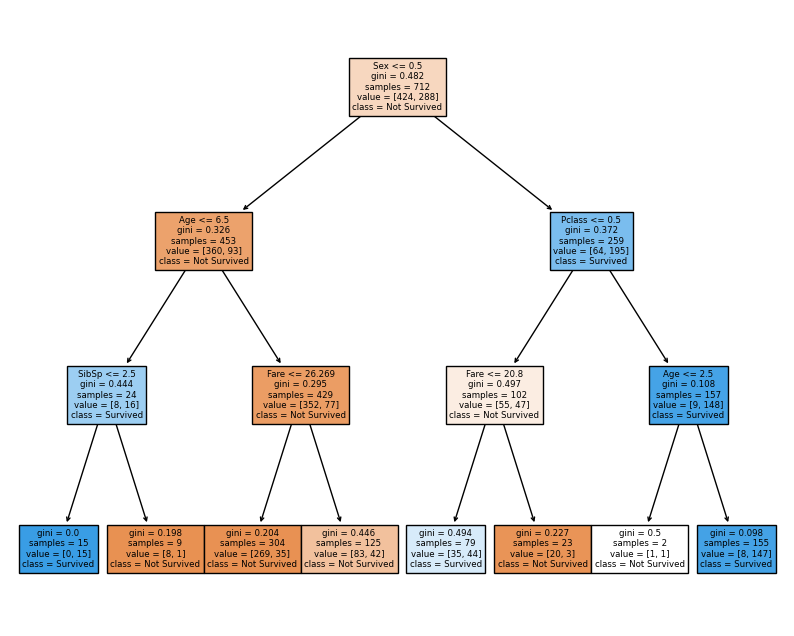 Sex <= 0.5
gini = 0.482
samples = 712
value = [424, 288]
class = Not Survived
Age <= 6.5
gini = 0.326
samples = 453
value = [360, 93]
class = Not Survived
Pclass <= 0.5
gini = 0.372
samples = 259
value = [64, 195]
class = Survived
SibSp <= 2.5
gini = 0.444
samples = 24
value = [8, 16]
class = Survived
Fare <= 26.269
gini = 0.295
samples = 429
value = [352, 77]
class = Not Survived
Fare <= 20.8
gini = 0.497
samples = 102
value = [55, 47]
class = Not Survived
Age <= 2.5
gini = 0.108
samples = 157
value = [9, 148]
class = Survived
gini = 0.0
samples = 15
value = [0, 15]
class = Survived
gini = 0.198
samples = 9
value = [8, 1]
class = Not Survived
gini = 0.204
samples = 304
value = [269, 35]
class = Not Survived
gini = 0.446
samples = 125
value = [83, 42]
class = Not Survived
gini = 0.494
samples = 79
value = [35, 44]
class = Survived
gini = 0.227
samples = 23
value = [20, 3]
class = Not Survived
gini = 0.5
samples = 2
value = [1, 1]
class = Not Survived
gini = 0.098
samples = 155
value = [8, 147]
class = Survived